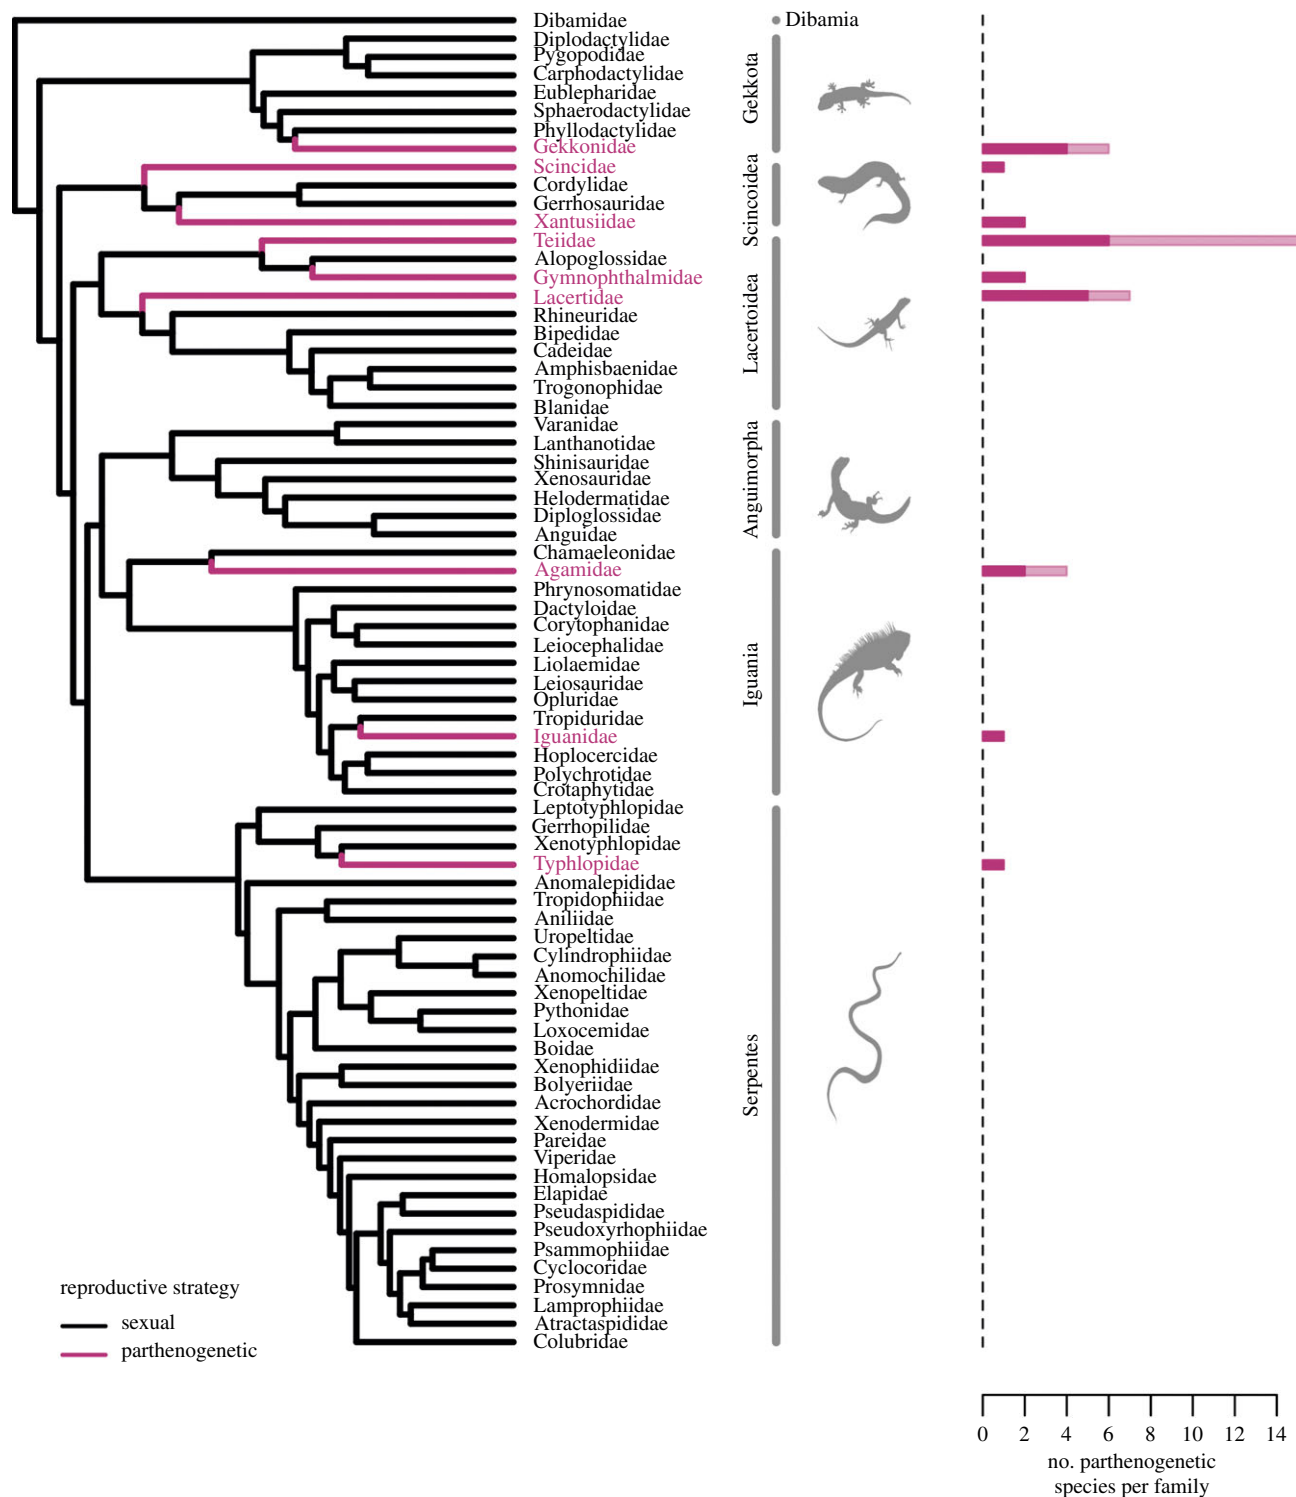 Dibamidae
Diplodactylidae
Pygopodidae
Carphodactylidae
Eublepharidae
Sphaerodactylidae
Phyllodactylidae
Gekkonidae
Scincidae
Cordylidae
Gerrhosauridae
Xantusiidae
Teiidae
Alopoglossidae
Gymnophthalmidae
Lacertidae
Rhineuridae
Bipedidae
Cadeidae
Amphisbaenidae
Trogonophidae
Blanidae
Varanidae
Lanthanotidae
Shinisauridae
Xenosauridae
Helodermatidae
Diploglossidae
Anguidae
Chamaeleonidae
Agamidae
Phrynosomatidae
Dactyloidae
Corytophanidae
Leiocephalidae
Liolaemidae
Leiosauridae
Opluridae
Tropiduridae
Iguanidae
Hoplocercidae
Polychrotidae
Crotaphytidae
Leptotyphlopidae
Gerrhopilidae
Xenotyphlopidae
Typhlopidae
Anomalepididae
Tropidophiidae
Aniliidae
Uropeltidae
Cylindrophiidae
Anomochilidae
Xenopeltidae
Pythonidae
Loxocemidae
Boidae
Xenophidiidae
Bolyeriidae
Acrochordidae
Xenodermidae
Pareidae
Viperidae
Homalopsidae
Elapidae
Pseudaspididae
Pseudoxyrhophiidae
Psammophiidae
Cyclocoridae
Prosymnidae
Lamprophiidae
Atractaspididae
Colubridae
Dibamia
Gekkota
Scincoidea
Lacertoidea
Anguimorpha
Iguania
Serpentes
reproductive strategy
sexual
parthenogenetic
0 2 4 6 8 10 12 14
no. parthenogenetic
species per family